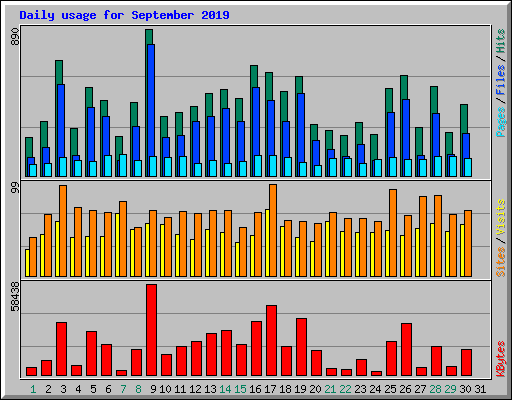 Daily usage for September 2019
890
Pages / Files / Hits
99
Sites / Visits
58438
KBytes
1 2 3 4 5 6 7 8 9 10 11 12 13 14 15 16 17 18 19 20 21 22 23 24 25 26 27 28 29 30 31